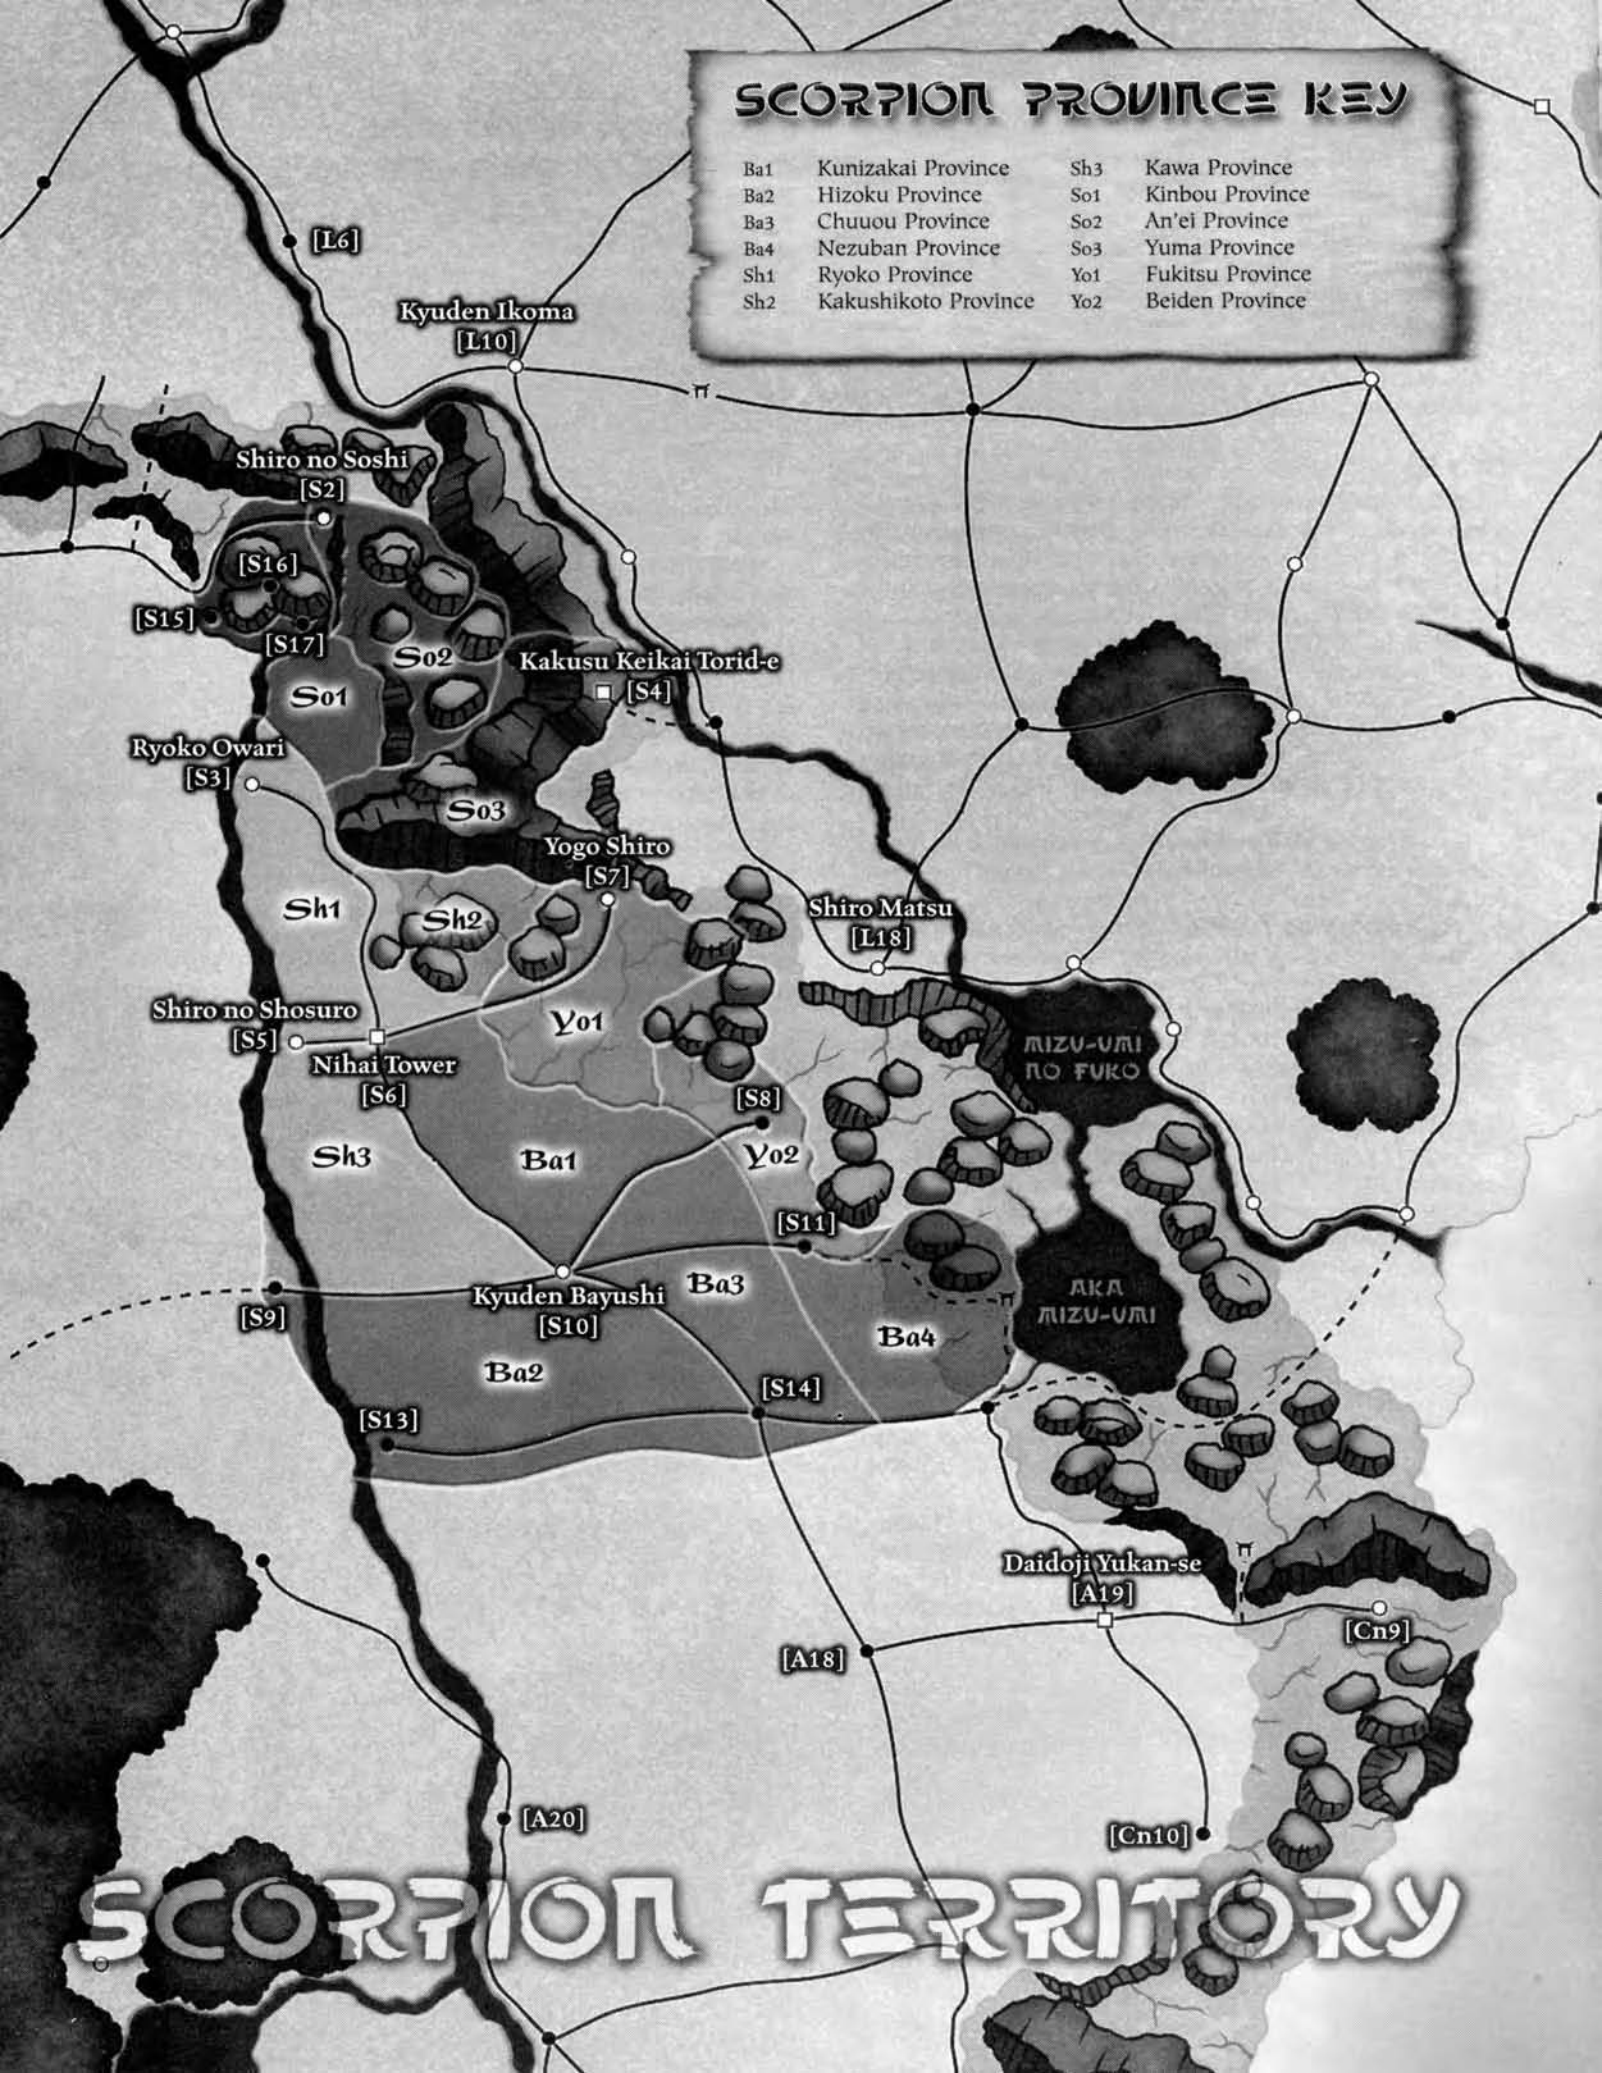 SCORPION PROVINCE KEY
Ba1 Kunizakai Province Sh3 Kawa Province
Ba2 Hizoku Province So1 Kinbou Province
Ba3 Chuuou Province So2 An'ei Province
Ba4 Nezuban Province So3 Yuma Province
Sh1 Ryoko Province Yo1 Fukitsu Province
Sh2 Kakushikoto Province Yo2 Beiden Province
[L6]
Kyuden Ikoma
[L10]
Shiro no Soshi
[S2]
[S16]
[S15]
[S17]
So2
Kakusu Keikai Torid-e
[S4]
So1
Ryoko Owari
[S3]
So3
Yogo Shiro
[S7]
Sh1
Sh2
Shiro Matsu
[L18]
Shiro no Shosuro
[S5]
Yo1
MIZU-UMI
NO FUKO
Nihai Tower
[S6]
[S8]
Sh3
Ba1
Yo2
[S11]
Ba3
AKA
MIZU-UMI
Kyuden Bayushi
[S10]
[S9]
Ba4
Ba2
[S14]
[S13]
Daidoji Yukan-se
[A19]
[Cn9]
[A18]
[A20]
[Cn10]
SCORPION TERRITORY